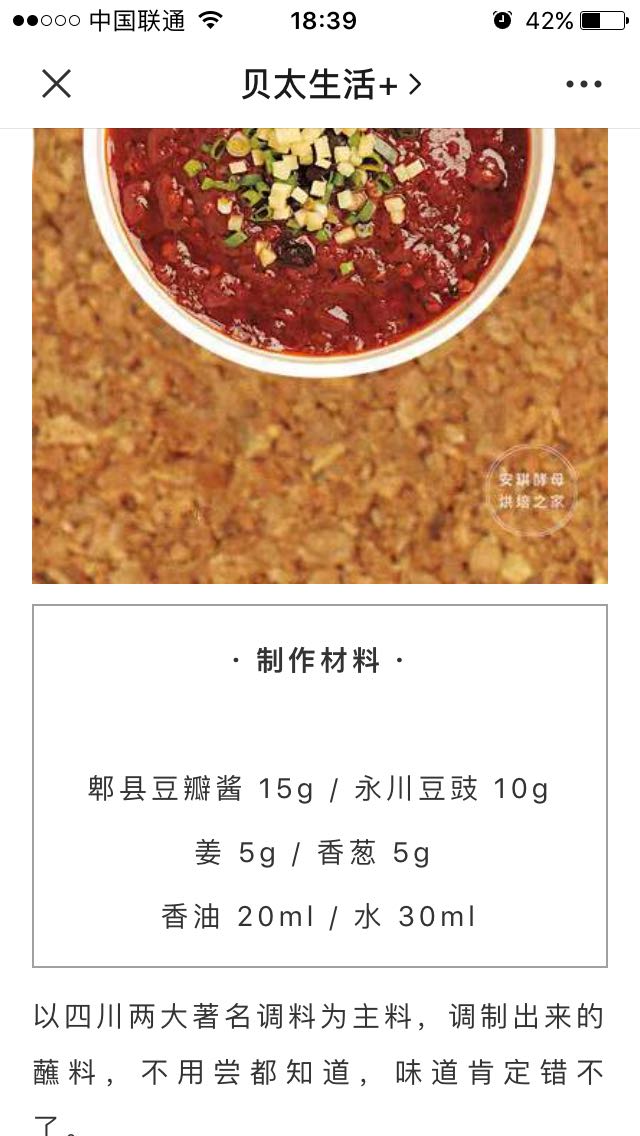 中国联通 18:39 42%
贝太生活+
安琪酵母
烘焙之家
· 制作材料 ·
郫县豆瓣酱 15g / 永川豆豉 10g
姜 5g / 香葱 5g
香油 20ml / 水 30ml
以四川两大著名调料为主料，调制出来的
蘸料，不用尝都知道，味道肯定错不
了。